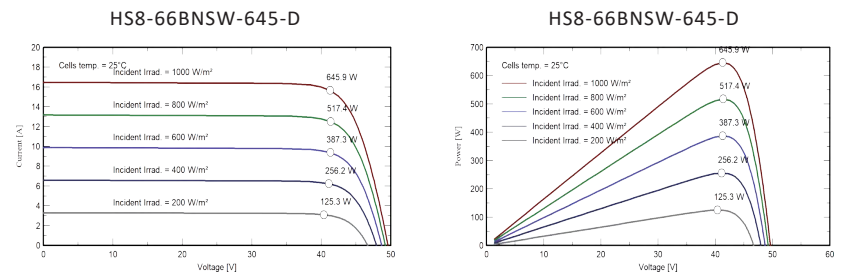 HS8-66BNSW-645-D
20
18
16
14
12
10
8
6
4
2
0
Current [A]
Cells temp. = 25°C
Incident Irrad. = 1000 W/m²
Incident Irrad. = 800 W/m²
Incident Irrad. = 600 W/m²
Incident Irrad. = 400 W/m²
Incident Irrad. = 200 W/m²
645.9 W
517.4 W
387.3 W
256.2 W
125.3 W
0 10 20 30 40 50
Voltage [V]
HS8-66BNSW-645-D
700
600
500
400
300
200
100
0
Power [W]
Cells temp. = 25°C
Incident Irrad. = 1000 W/m²
Incident Irrad. = 800 W/m²
Incident Irrad. = 600 W/m²
Incident Irrad. = 400 W/m²
Incident Irrad. = 200 W/m²
645.9 W
517.4 W
387.3 W
256.2 W
125.3 W
0 10 20 30 40 50 60
Voltage [V]